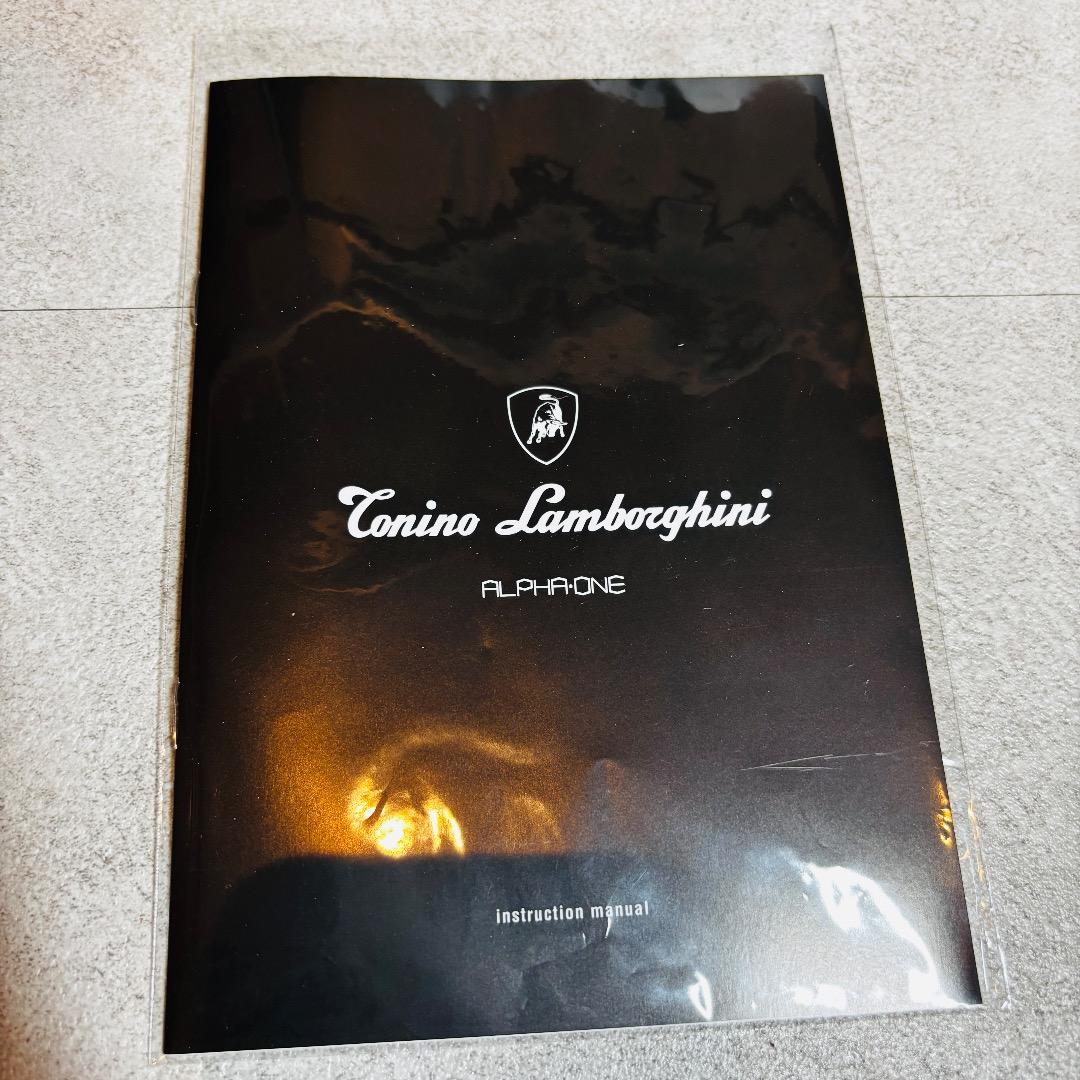 Tonino Lamborghini
ALPHA·ONE
instruction manual